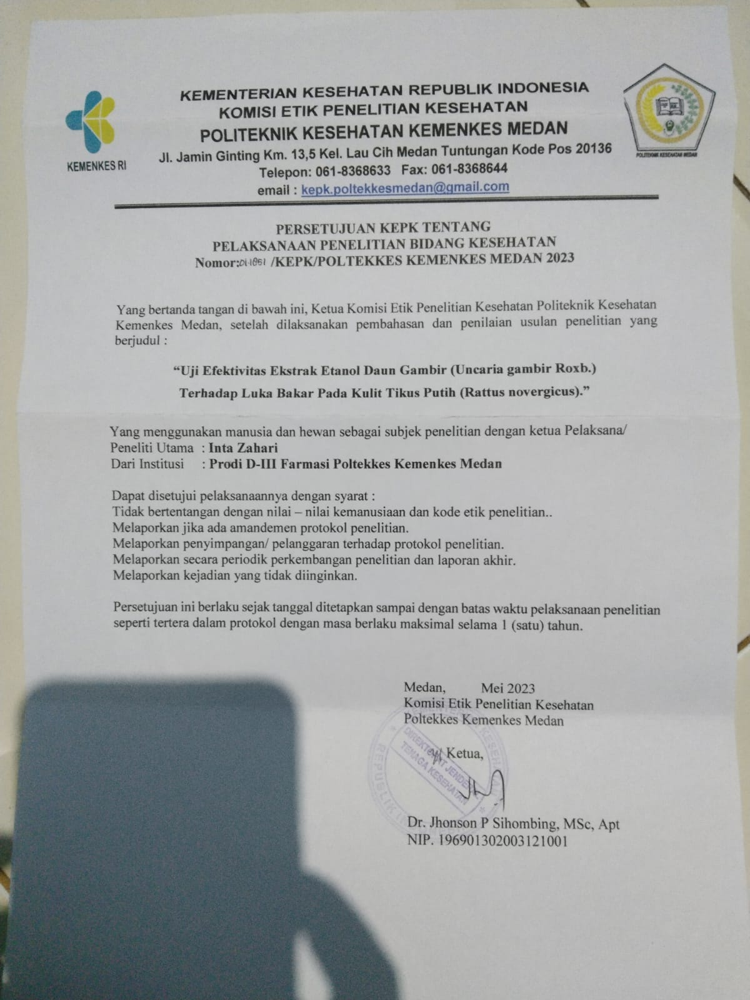 KEMENTERIAN KESEHATAN REPUBLIK INDONESIA
KOMISI ETIK PENELITIAN KESEHATAN
POLITEKNIK KESEHATAN KEMENKES MEDAN
Jl. Jamin Ginting Km. 13,5 Kel. Lau Cih Medan Tuntungan Kode Pos 20136
Telepon: 061-8368633 Fax: 061-8368644
email : kepk.poltekkesmedan@gmail.com
KEMENKES RI
POLITEKNIK KESEHATAN MEDAN
PERSETUJUAN KEPK TENTANG
PELAKSANAAN PENELITIAN BIDANG KESEHATAN
Nomor: /KEPK/POLTEKKES KEMENKES MEDAN 2023
Yang bertanda tangan di bawah ini, Ketua Komisi Etik Penelitian Kesehatan Politeknik Kesehatan
Kemenkes Medan, setelah dilaksanakan pembahasan dan penilaian usulan penelitian yang
berjudul :
“Uji Efektivitas Ekstrak Etanol Daun Gambir (Uncaria gambir Roxb.)
Terhadap Luka Bakar Pada Kulit Tikus Putih (Rattus novergicus).”
Yang menggunakan manusia dan hewan sebagai subjek penelitian dengan ketua Pelaksana/
Peneliti Utama : Inta Zahari
Dari Institusi : Prodi D-III Farmasi Poltekkes Kemenkes Medan
Dapat disetujui pelaksanaannya dengan syarat :
Tidak bertentangan dengan nilai – nilai kemanusiaan dan kode etik penelitian..
Melaporkan jika ada amandemen protokol penelitian.
Melaporkan penyimpangan/ pelanggaran terhadap protokol penelitian.
Melaporkan secara periodik perkembangan penelitian dan laporan akhir.
Melaporkan kejadian yang tidak diinginkan.
Persetujuan ini berlaku sejak tanggal ditetapkan sampai dengan batas waktu pelaksanaan penelitian
seperti tertera dalam protokol dengan masa berlaku maksimal selama 1 (satu) tahun.
Medan, Mei 2023
Komisi Etik Penelitian Kesehatan
Poltekkes Kemenkes Medan
Ketua,
DIREKTORAT JENDERAL
TENAGA KESEHATAN
Dr. Jhonson P Sihombing, MSc, Apt
NIP. 196901302003121001